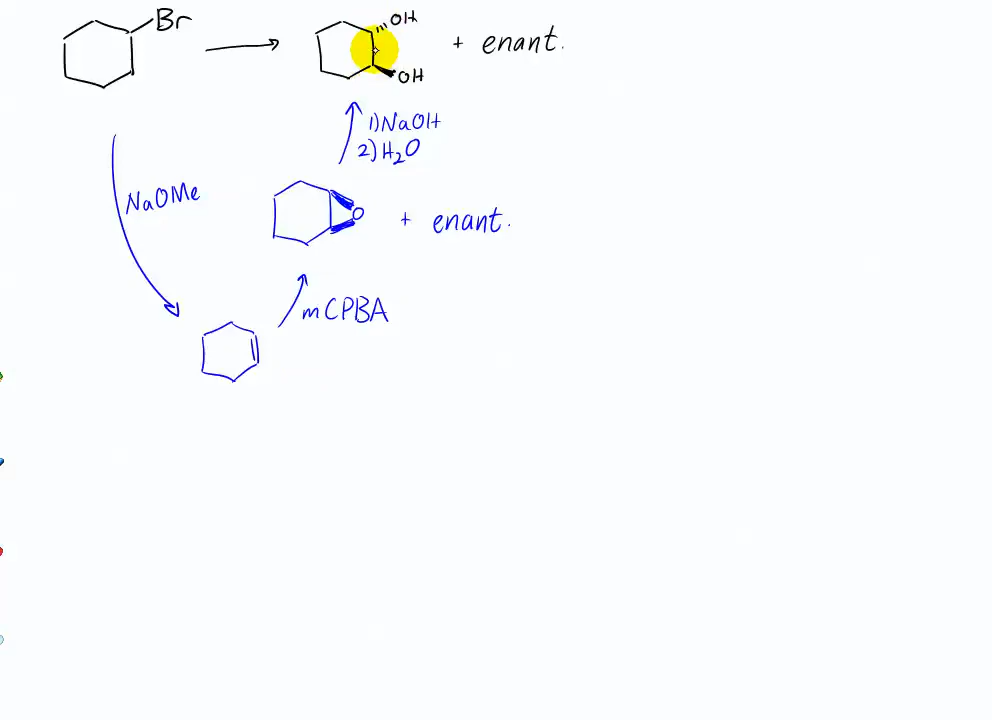 Br
OH
+ enant.
OH
1) NaOH
2) H2O
NaOMe
O
+ enant.
mCPBA